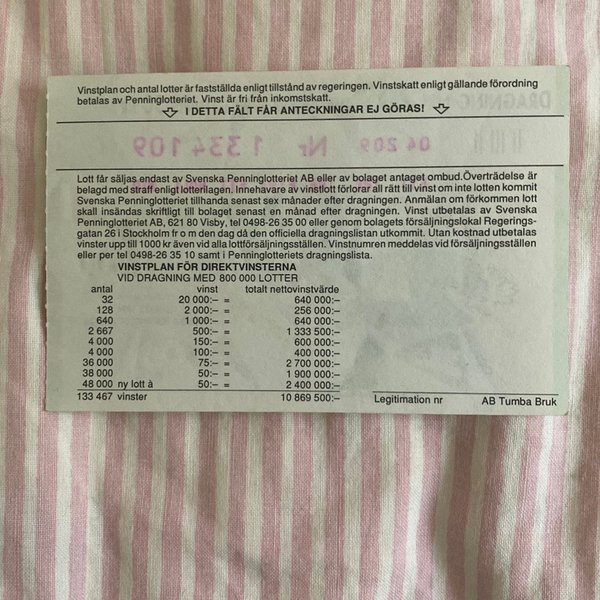 Vinstplan och antal lotter är fastställda enligt tillstånd av regeringen. Vinstskatt enligt gällande förordning
betalas av Penninglotteriet. Vinst är fri från inkomstskatt.
I DETTA FÄLT FÅR ANTECKNINGAR EJ GÖRAS!
DRAGNING
04 209 Nr 1 334 109
Lott får säljas endast av Svenska Penninglotteriet AB eller av bolaget antaget ombud. Överträdelse är
belagd med straff enligt lotterilagen. Innehavare av vinstlott förlorar all rätt till vinst om inte lotten kommit
Svenska Penninglotteriet tillhanda senast sex månader efter dragningen. Anmälan om förkommen lott
skall insändas skriftligt till bolaget senast en månad efter dragningen. Vinst utbetalas av Svenska
Penninglotteriet AB, 621 80 Visby, tel 0498-26 35 00 eller genom bolagets försäljningslokal Regerings-
gatan 26 i Stockholm fr o m den dag då den officiella dragningslistan utkommit. Utan kostnad utbetalas
vinster upp till 1000 kr även vid alla lottförsäljningsställen. Vinstnumren meddelas vid försäljningsställen
eller per tel 0498-26 35 10 samt i Penninglotteriets dragningslista.
VINSTPLAN FÖR DIREKTVINSTERNA
VID DRAGNING MED 800 000 LOTTER
antal vinst totalt nettovinstvärde
32 20 000:– = 640 000:–
128 2 000:– = 256 000:–
640 1 000:– = 640 000:–
2 667 500:– = 1 333 500:–
4 000 150:– = 600 000:–
4 000 100:– = 400 000:–
36 000 75:– = 2 700 000:–
38 000 50:– = 1 900 000:–
48 000 ny lott à 50:– = 2 400 000:–
133 467 vinster 10 869 500:– Legitimation nr AB Tumba Bruk